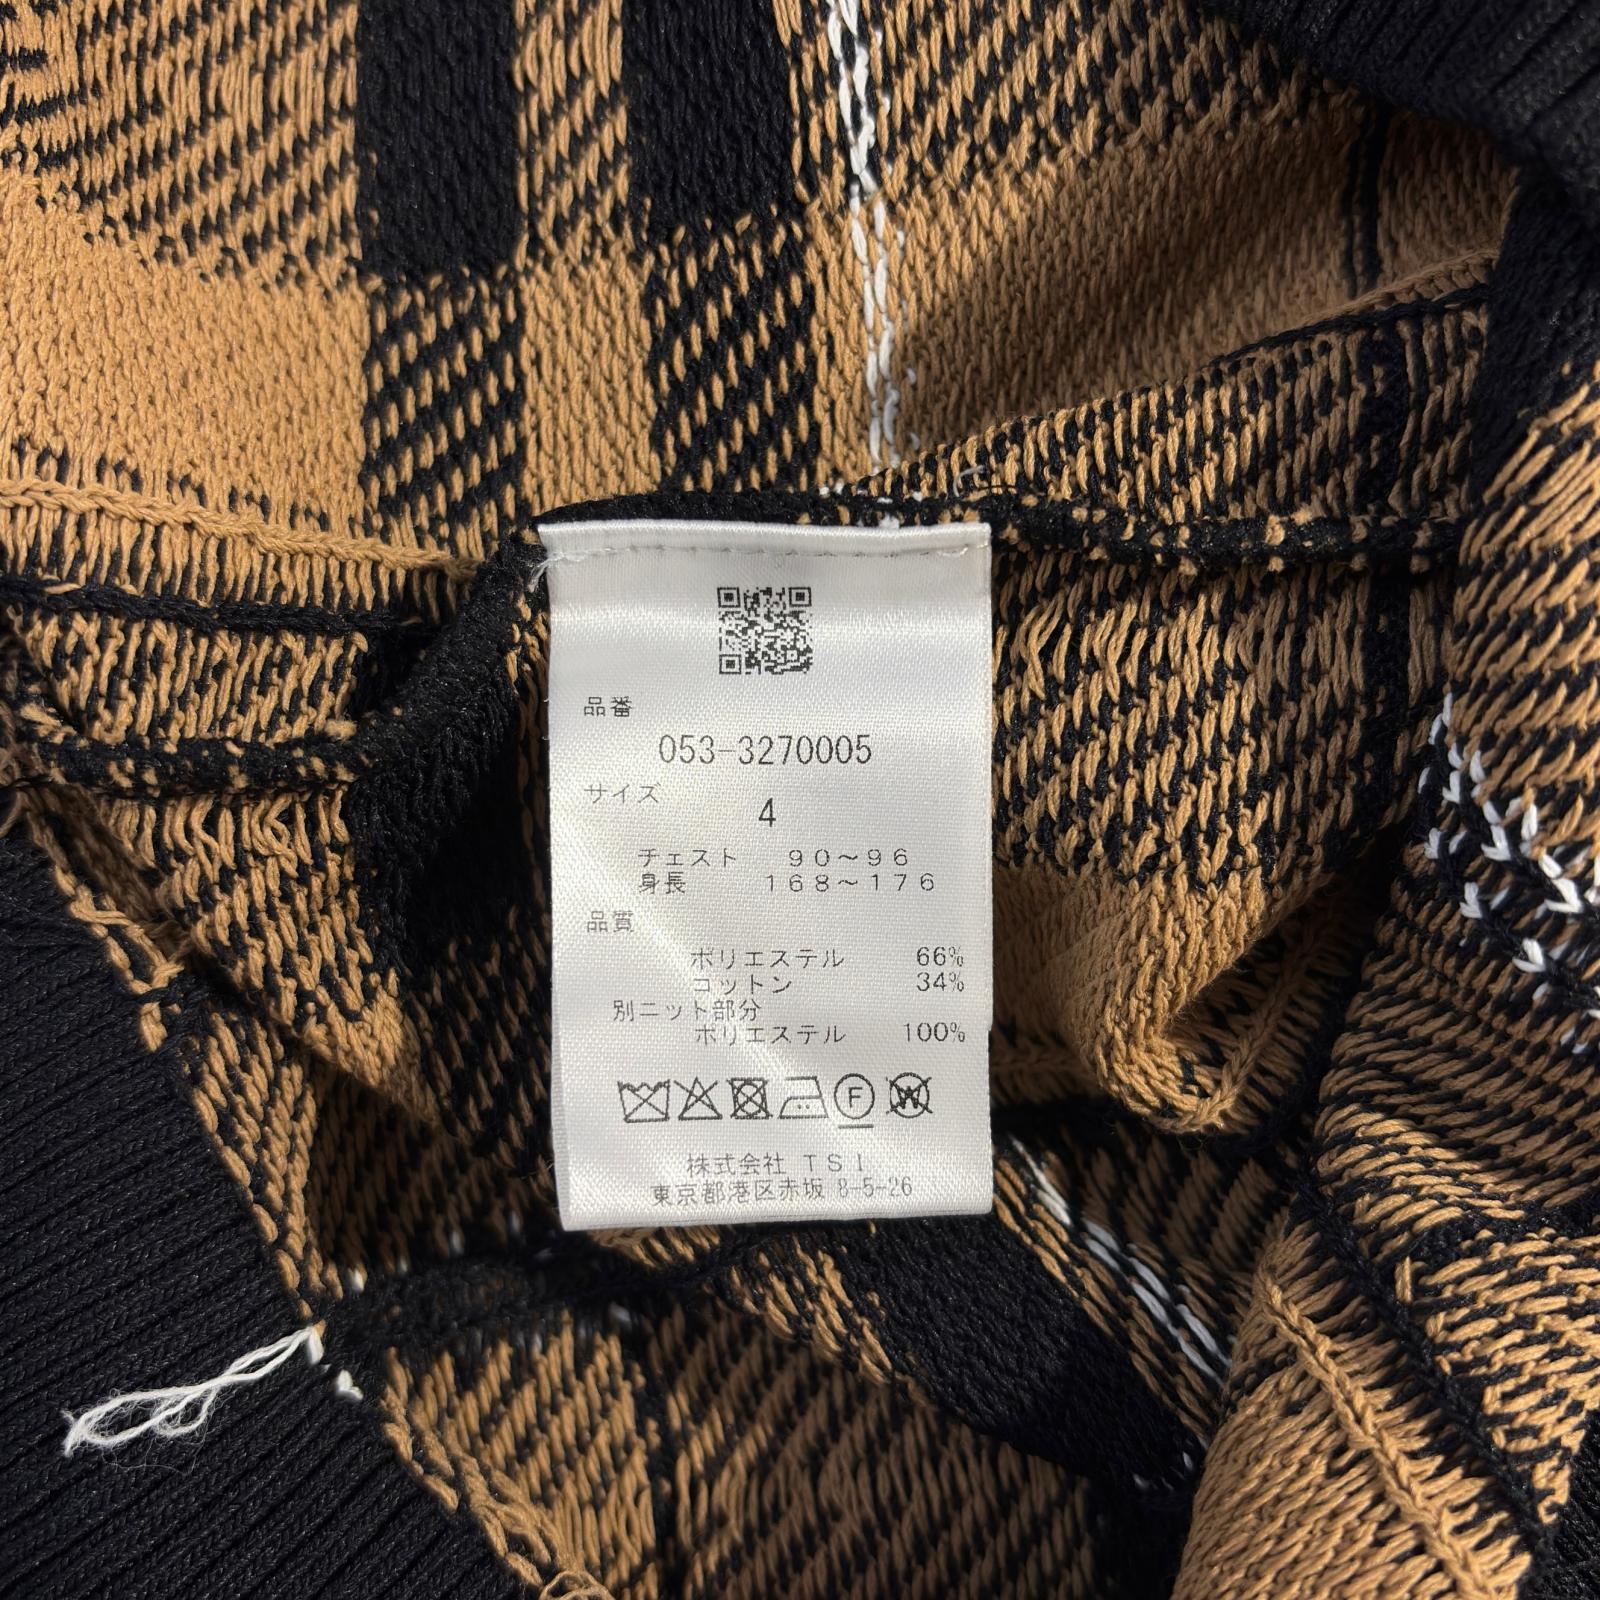 品番
053-3270005
サイズ
4
チェスト　90～96
身長　168～176
品質
ポリエステル　66%
コットン　34%
別ニット部分
ポリエステル　100%
F W
株式会社 TSI
東京都港区赤坂 8-5-26